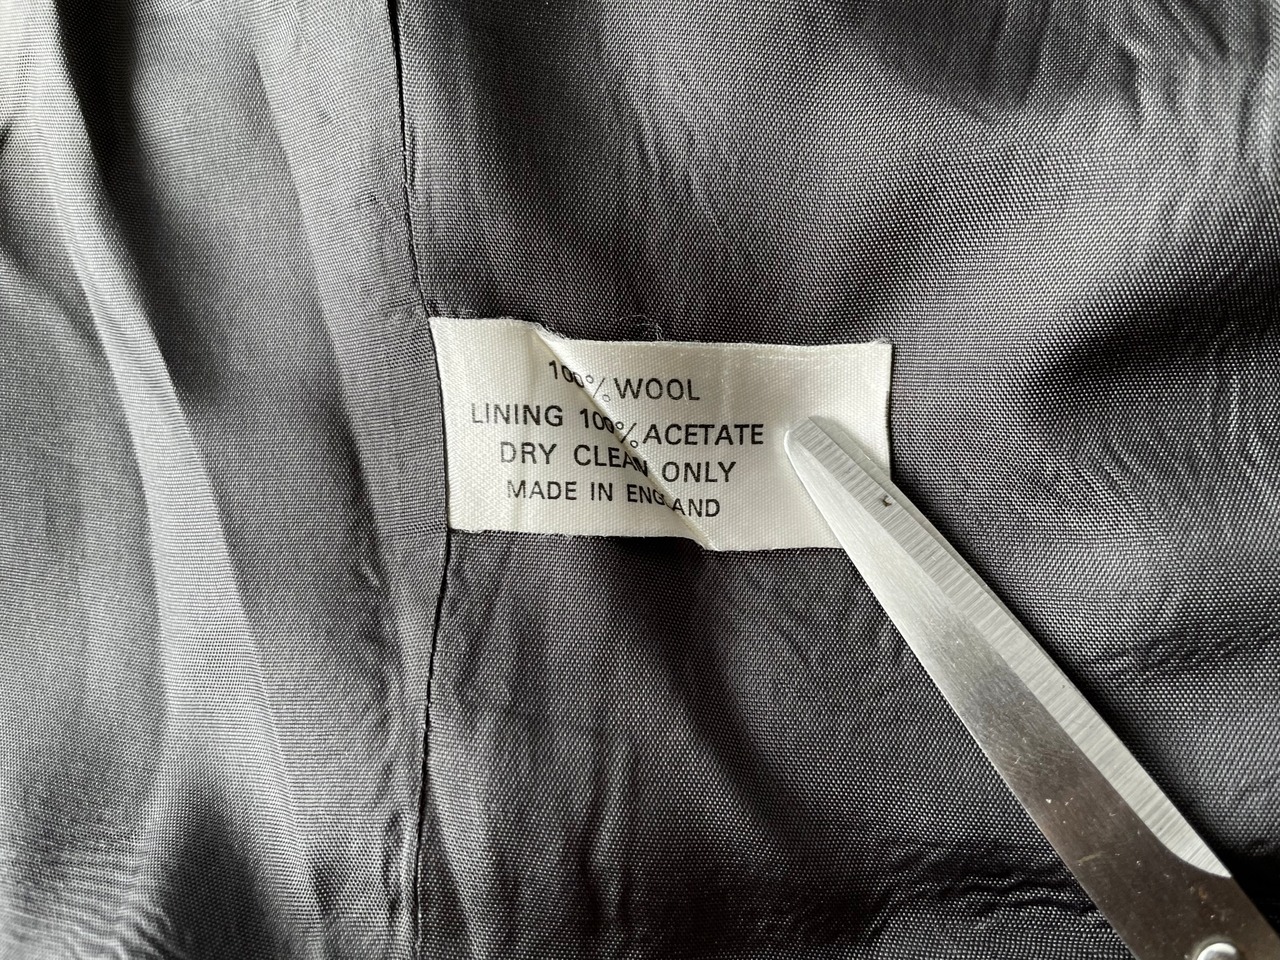 100% WOOL
LINING 100% ACETATE
DRY CLEAN ONLY
MADE IN ENGLAND